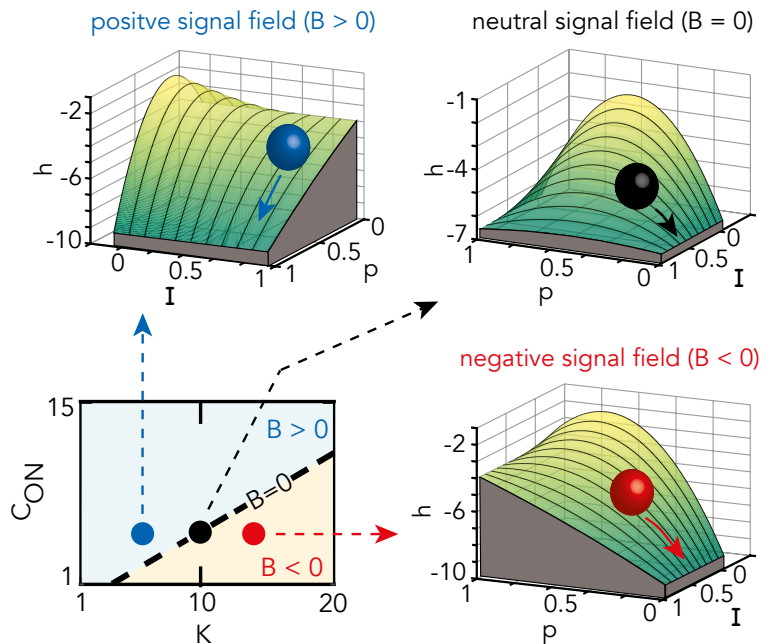 positve signal field (B > 0)
neutral signal field (B = 0)
-2
-6
-10
h
0
0.5
1
I
0
0.5
1
p
-1
-4
-7
h
1
0.5
0
p
0
0.5
1
I
negative signal field (B < 0)
15
1
C_ON
B > 0
B=0
B < 0
1
10
20
K
-2
-6
-10
h
1
0.5
0
p
0
0.5
1
I